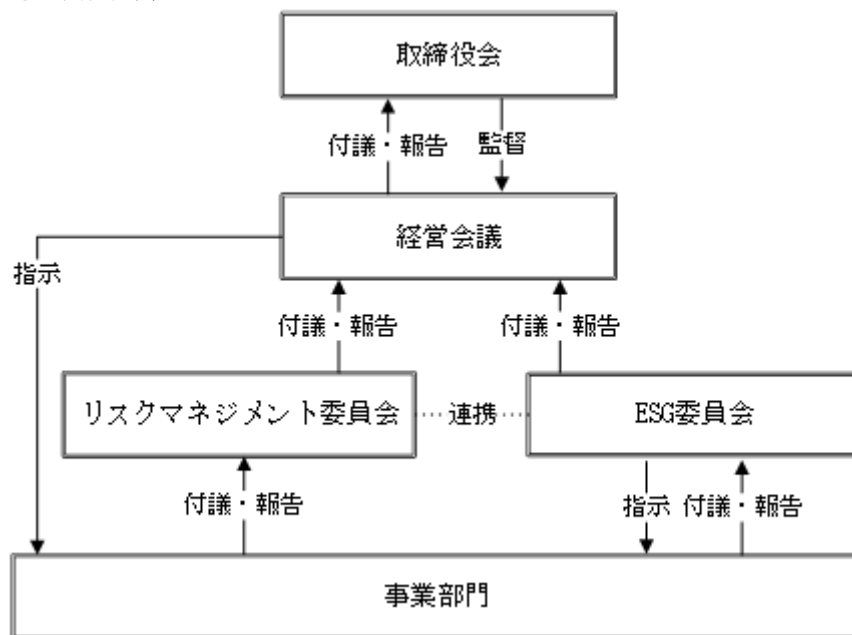 取締役会
付議・報告
監督
経営会議
指示
付議・報告
付議・報告
リスクマネジメント委員会
連携
ESG委員会
付議・報告
指示
付議・報告
事業部門